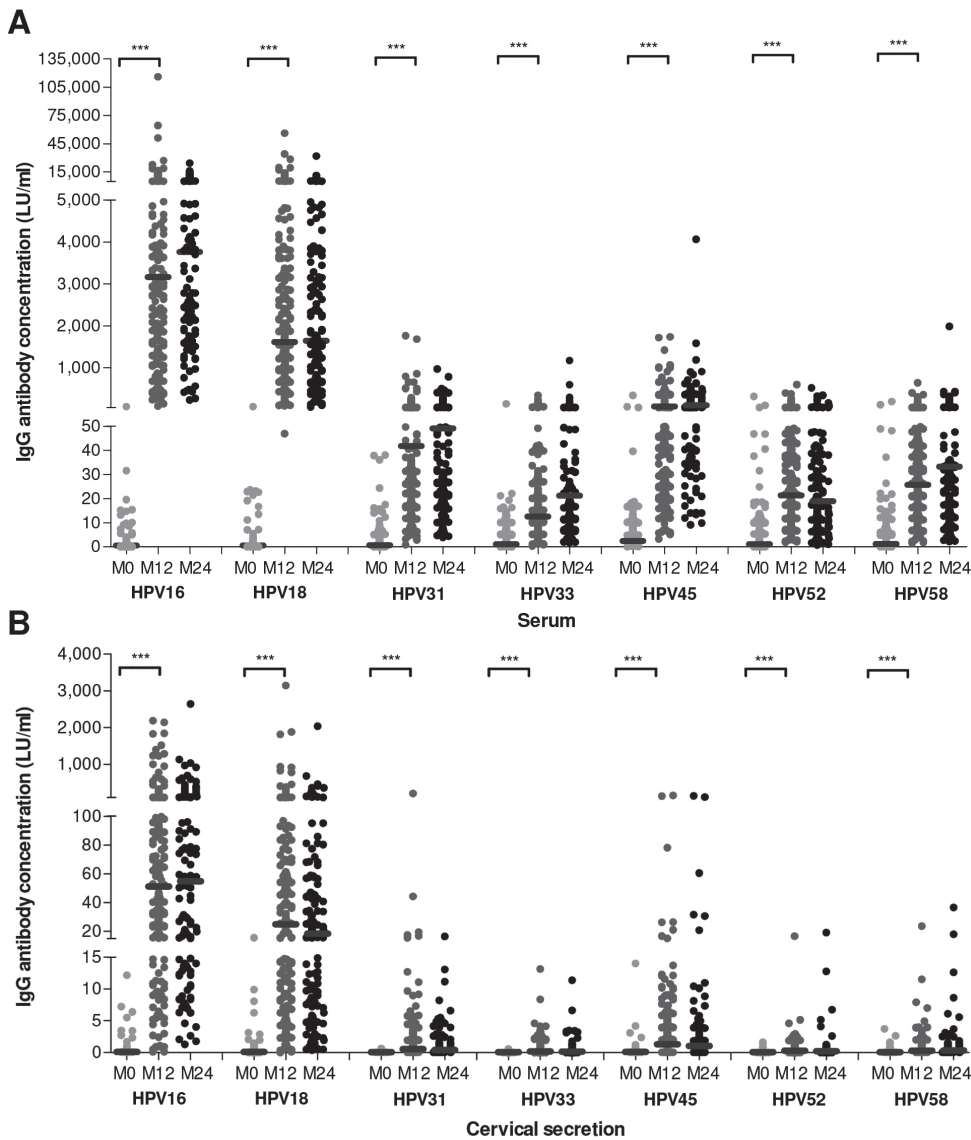 A
*** *** *** *** *** *** ***
IgG antibody concentration (LU/ml)
135,000
105,000
75,000
45,000
15,000
5,000
4,000
3,000
2,000
1,000
50
40
30
20
10
0
M0 M12 M24 M0 M12 M24 M0 M12 M24 M0 M12 M24 M0 M12 M24 M0 M12 M24 M0 M12 M24
HPV16 HPV18 HPV31 HPV33 HPV45 HPV52 HPV58
Serum
B
*** *** *** *** *** *** ***
IgG antibody concentration (LU/ml)
4,000
3,000
2,000
1,000
100
80
60
40
20
15
10
5
0
M0 M12 M24 M0 M12 M24 M0 M12 M24 M0 M12 M24 M0 M12 M24 M0 M12 M24 M0 M12 M24
HPV16 HPV18 HPV31 HPV33 HPV45 HPV52 HPV58
Cervical secretion